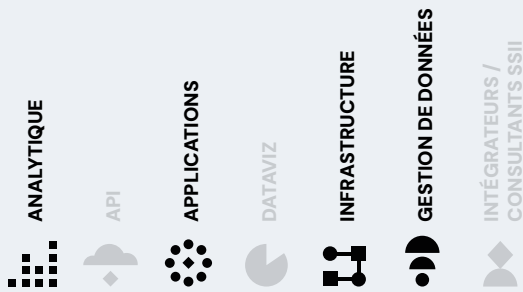 ANALYTIQUE
API
APPLICATIONS
DATAVIZ
INFRASTRUCTURE
GESTION DE DONNÉES
INTÉGRATEURS /
CONSULTANTS SSII